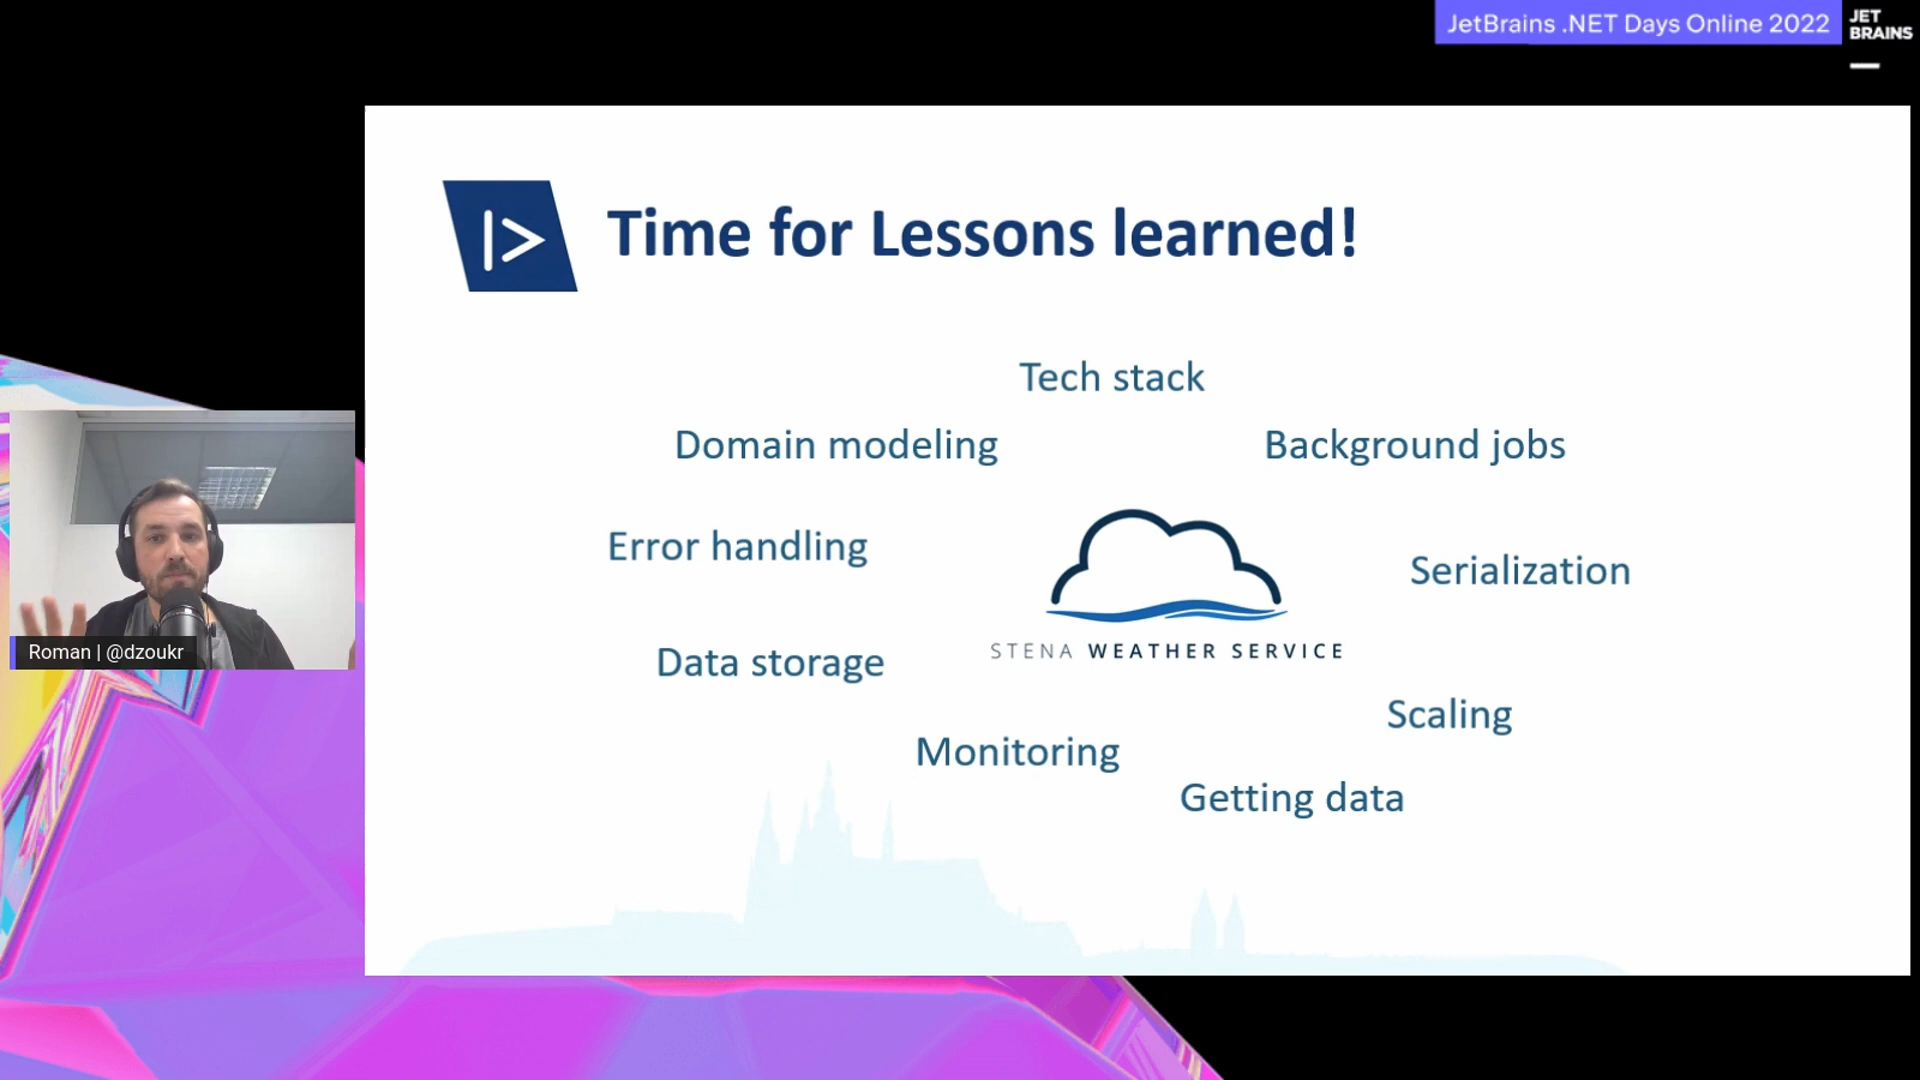 JetBrains .NET Days Online 2022
JET
BRAINS
|> Time for Lessons learned!
Tech stack
Domain modeling
Background jobs
Error handling
Serialization
STENA WEATHER SERVICE
Data storage
Scaling
Monitoring
Getting data
Roman | @dzoukr